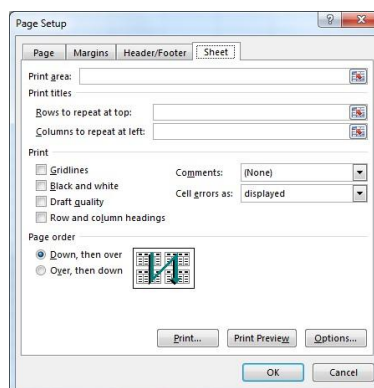 Page Setup
Page Margins Header/Footer Sheet
Print area:
Print titles
Rows to repeat at top:
Columns to repeat at left:
Print
Gridlines
Black and white
Draft quality
Row and column headings
Comments: (None)
Cell errors as: displayed
Page order
Down, then over
Over, then down
Print... Print Preview Options...
OK Cancel